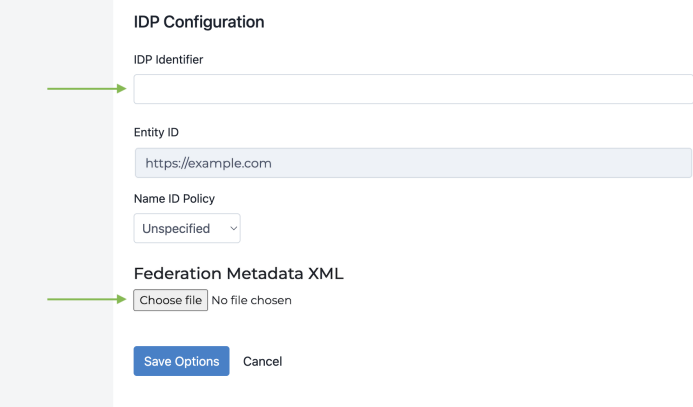 IDP Configuration
IDP Identifier
Entity ID
https://example.com
Name ID Policy
Unspecified
Federation Metadata XML
Choose file No file chosen
Save Options Cancel